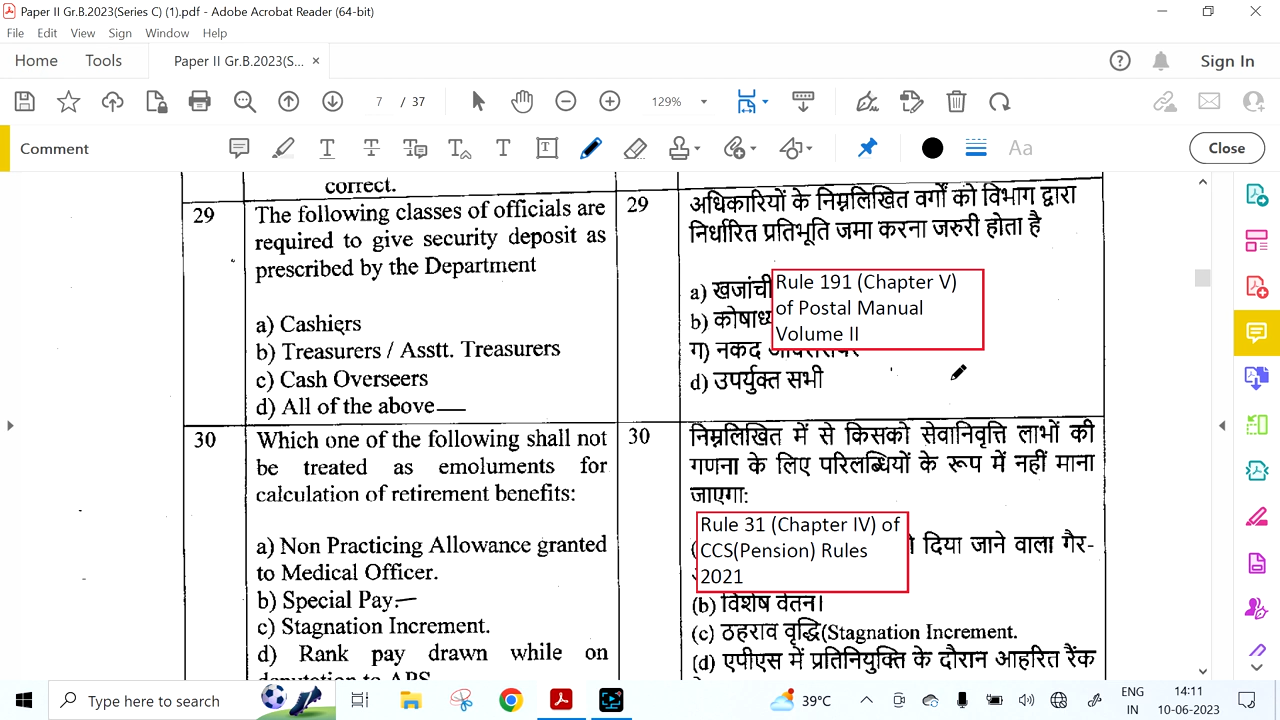 Paper II Gr.B.2023(Series C) (1).pdf - Adobe Acrobat Reader (64-bit)
File Edit View Sign Window Help
Home Tools Paper II Gr.B.2023(S... × Sign In
7 / 37 129%
Comment Aa Close
correct.
29 The following classes of officials are
required to give security deposit as
prescribed by the Department
a) Cashiers
b) Treasurers / Asstt. Treasurers
c) Cash Overseers
d) All of the above
29 अधिकारियों के निम्नलिखित वर्गों को विभाग द्वारा
निर्धारित प्रतिभूति जमा करना जरुरी होता है
a) खजांची
b)
ग) नकद
d) उपर्युक्त सभी
Rule 191 (Chapter V)
of Postal Manual
Volume II
30 Which one of the following shall not
be treated as emoluments for
calculation of retirement benefits:
a) Non Practicing Allowance granted
to Medical Officer.
b) Special Pay.
c) Stagnation Increment.
d) Rank pay drawn while on
30 निम्नलिखित में से किसको सेवानिवृत्ति लाभों की
गणना के लिए परिलब्धियों के रूप में नहीं माना
जाएगा:
दिया जाने वाला गैर-
Rule 31 (Chapter IV) of
CCS(Pension) Rules
2021
(b) विशेष वेतन।
(c) ठहराव वृद्धि(Stagnation Increment.
(d) एपीएस में प्रतिनियुक्ति के दौरान आहरित रैंक
Type here to search 39°C ENG IN 14:11 10-06-2023